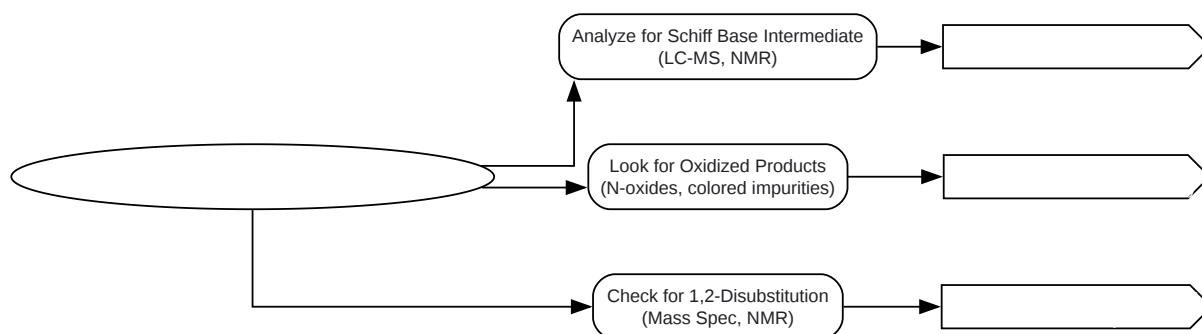 Analyze for Schiff Base Intermediate
(LC-MS, NMR)
Look for Oxidized Products
(N-oxides, colored impurities)
Check for 1,2-Disubstitution
(Mass Spec, NMR)